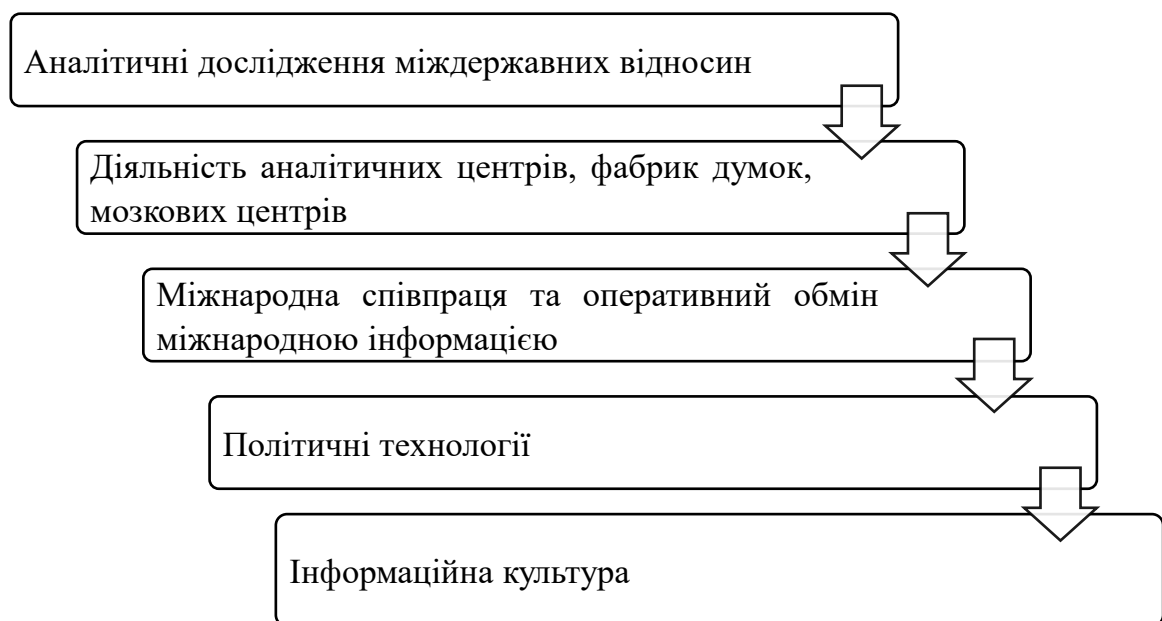 Аналітичні дослідження міждержавних відносин
Діяльність аналітичних центрів, фабрик думок,
мозкових центрів
Міжнародна співпраця та оперативний обмін
міжнародною інформацією
Політичні технології
Інформаційна культура